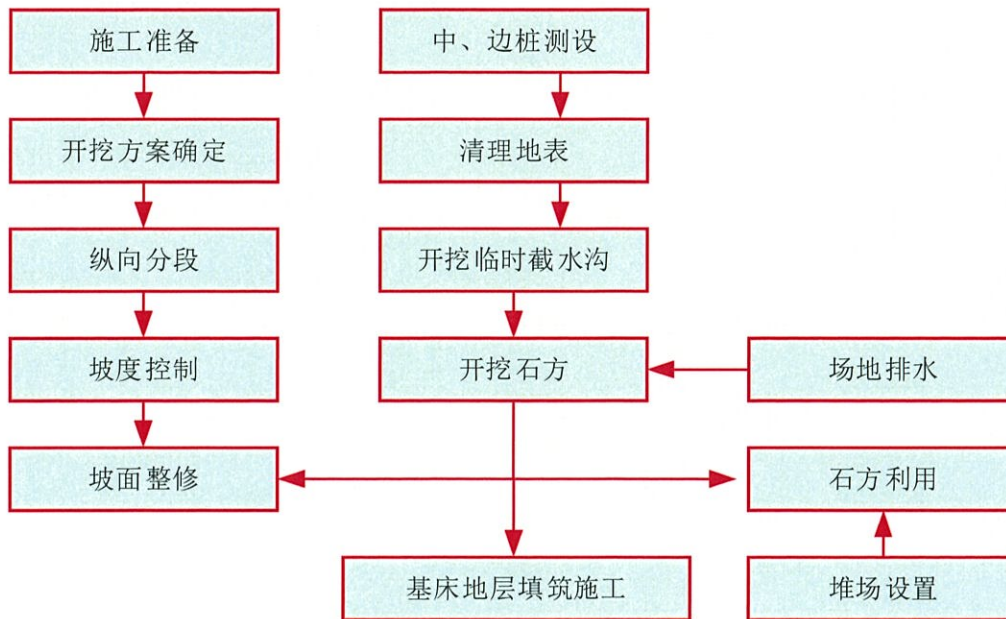 施工准备
中、边桩测设
开挖方案确定
清理地表
纵向分段
开挖临时截水沟
坡度控制
开挖石方
场地排水
坡面整修
石方利用
基床地层填筑施工
堆场设置